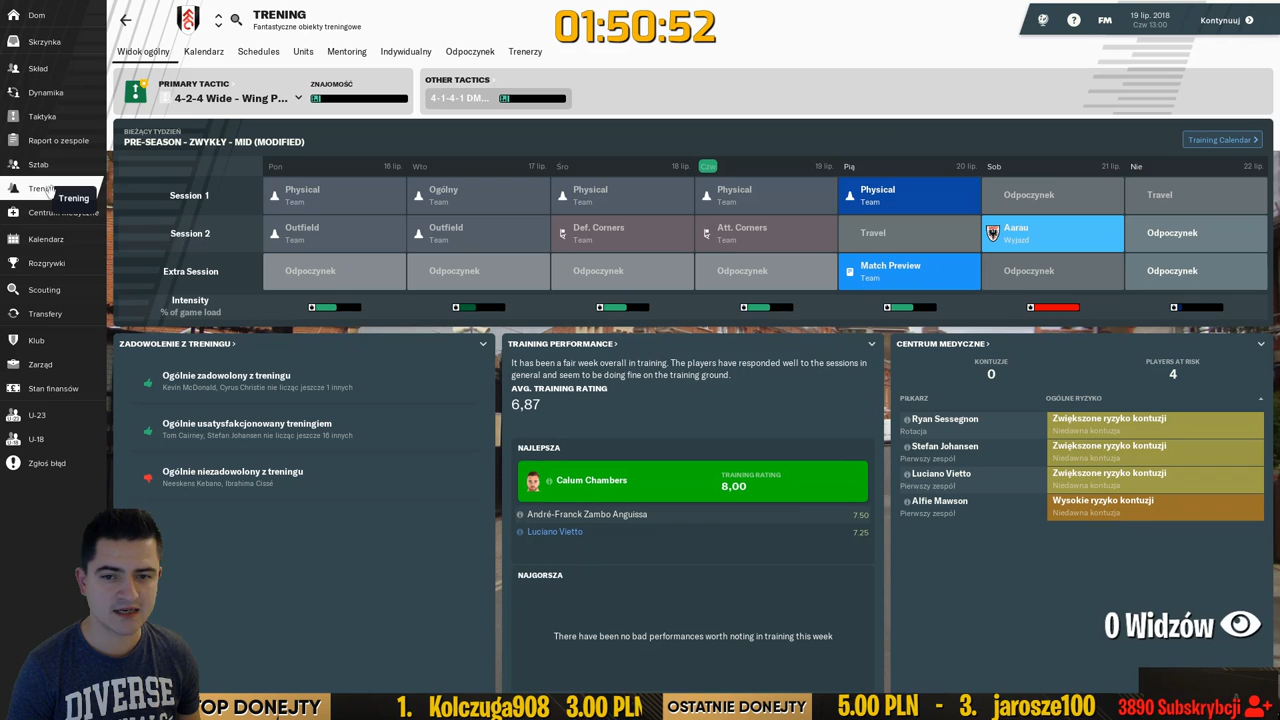 Dom
Skrzynka
Skład
Dynamika
Taktyka
Raport o zespole
Sztab
Trening
Trening
Centrum medyczne
Kalendarz
Rozgrywki
Scouting
Transfery
Klub
Zarząd
Stan finansów
U-23
U-18
Zgłoś błąd
TRENING
Fantastyczne obiekty treningowe
01:50:52
FM
19 lip. 2018
Czw 13:00
Kontynuuj
Widok ogólny
Kalendarz
Schedules
Units
Mentoring
Indywidualny
Odpoczynek
Trenerzy
PRIMARY TACTIC
4-2-4 Wide - Wing P...
ZNAJOMOŚĆ
OTHER TACTICS
4-1-4-1 DM...
BIEŻĄCY TYDZIEŃ
PRE-SEASON - ZWYKŁY - MID (MODIFIED)
Training Calendar
Pon 16 lip. Wto 17 lip. Śro 18 lip. Czw 19 lip. Pią 20 lip. Sob 21 lip. Nie 22 lip.
Session 1
Physical
Team
Ogólny
Team
Physical
Team
Physical
Team
Physical
Team
Odpoczynek
Travel
Session 2
Outfield
Team
Outfield
Team
Def. Corners
Team
Att. Corners
Team
Travel
Aarau
Wyjazd
Odpoczynek
Extra Session
Odpoczynek
Odpoczynek
Odpoczynek
Odpoczynek
Match Preview
Team
Odpoczynek
Odpoczynek
Intensity
% of game load
ZADOWOLENIE Z TRENINGU
Ogólnie zadowolony z treningu
Kevin McDonald, Cyrus Christie nie licząc jeszcze 1 innych
Ogólnie usatysfakcjonowany treningiem
Tom Cairney, Stefan Johansen nie licząc jeszcze 16 innych
Ogólnie niezadowolony z treningu
Neeskens Kebano, Ibrahima Cissé
TRAINING PERFORMANCE
It has been a fair week overall in training. The players have responded well to the sessions in
general and seem to be doing fine on the training ground.
AVG. TRAINING RATING
6,87
NAJLEPSZA
Calum Chambers
TRAINING RATING
8,00
André-Franck Zambo Anguissa 7.50
Luciano Vietto 7.25
NAJGORSZA
There have been no bad performances worth noting in training this week
CENTRUM MEDYCZNE
KONTUZJE
0
PLAYERS AT RISK
4
PIŁKARZ
OGÓLNE RYZYKO
Ryan Sessegnon
Rotacja
Zwiększone ryzyko kontuzji
Niedawna kontuzja
Stefan Johansen
Pierwszy zespół
Zwiększone ryzyko kontuzji
Niedawna kontuzja
Luciano Vietto
Pierwszy zespół
Zwiększone ryzyko kontuzji
Niedawna kontuzja
Alfie Mawson
Pierwszy zespół
Wysokie ryzyko kontuzji
Niedawna kontuzja
0 Widzów
DIVERSE
TOP DONEJTY
1. Kolczuga908 3.00 PLN
OSTATNIE DONEJTY
5.00 PLN - 3. jarosze100
3890 Subskrybcji